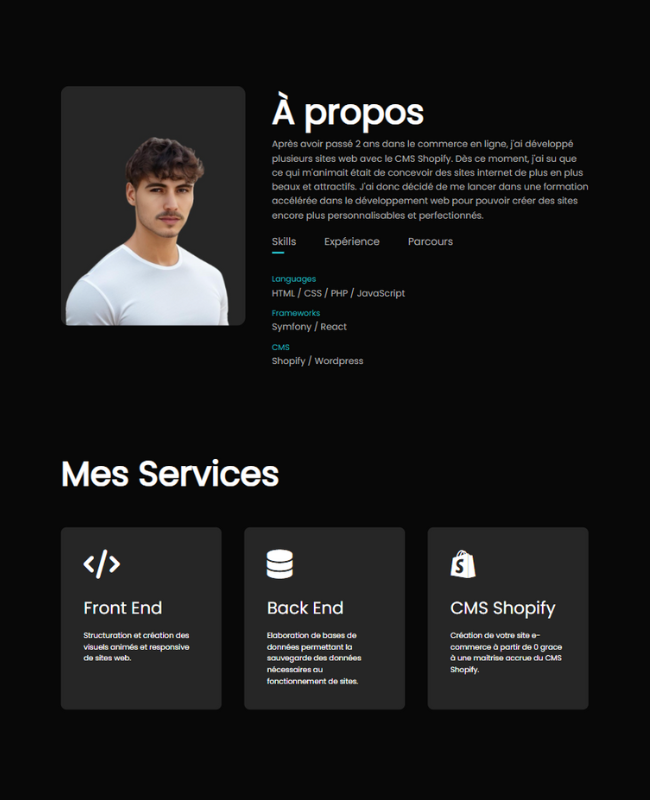 À propos
Après avoir passé 2 ans dans le commerce en ligne, j'ai développé
plusieurs sites web avec le CMS Shopify. Dès ce moment, j'ai su que
ce qui m'animait était de concevoir des sites internet de plus en plus
beaux et attractifs. J'ai donc décidé de me lancer dans une formation
accélérée dans le développement web pour pouvoir créer des sites
encore plus personnalisables et perfectionnés.
Skills Expérience Parcours
Languages
HTML / CSS / PHP / JavaScript
Frameworks
Symfony / React
CMS
Shopify / Wordpress
Mes Services
Front End
Structuration et création des
visuels animés et responsive
de sites web.
Back End
Elaboration de bases de
données permettant la
sauvegarde des données
nécessaires au
fonctionnement de sites.
CMS Shopify
Création de votre site e-
commerce à partir de 0 grace
à une maîtrise accrue du CMS
Shopify.